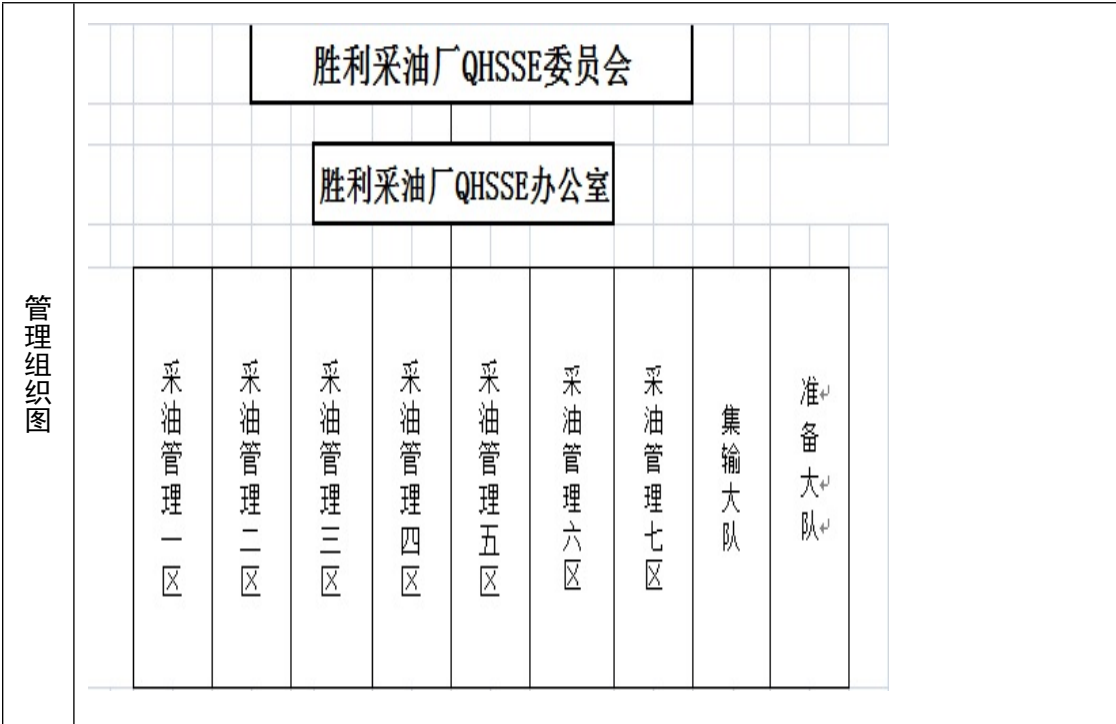 管理组织图
胜利采油厂QHSSE委员会
胜利采油厂QHSSE办公室
采油管理一区
采油管理二区
采油管理三区
采油管理四区
采油管理五区
采油管理六区
采油管理七区
集输大队
准备大队